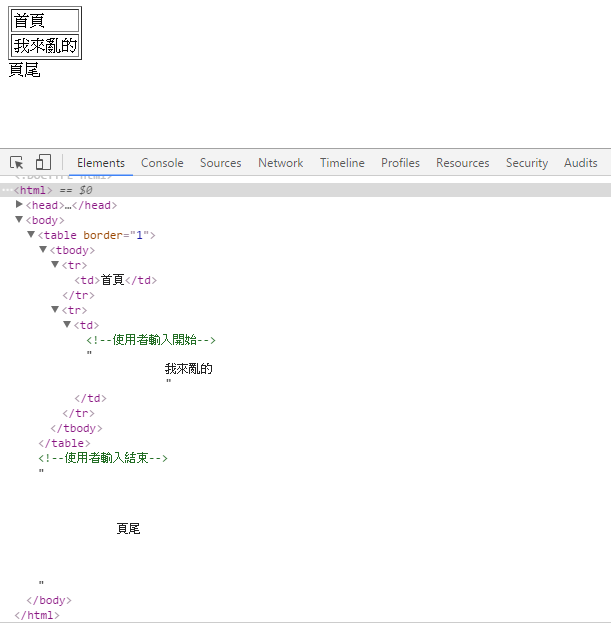 首頁
我來亂的
頁尾
Elements Console Sources Network Timeline Profiles Resources Security Audits
<!DOCTYPE html>
…<html> == $0
▶<head>…</head>
▼<body>
▼<table border="1">
▼<tbody>
▼<tr>
<td>首頁</td>
</tr>
▼<tr>
▼<td>
<!--使用者輸入開始-->
"
我來亂的
"
</td>
</tr>
</tbody>
</table>
<!--使用者輸入結束-->
"
頁尾
"
</body>
</html>